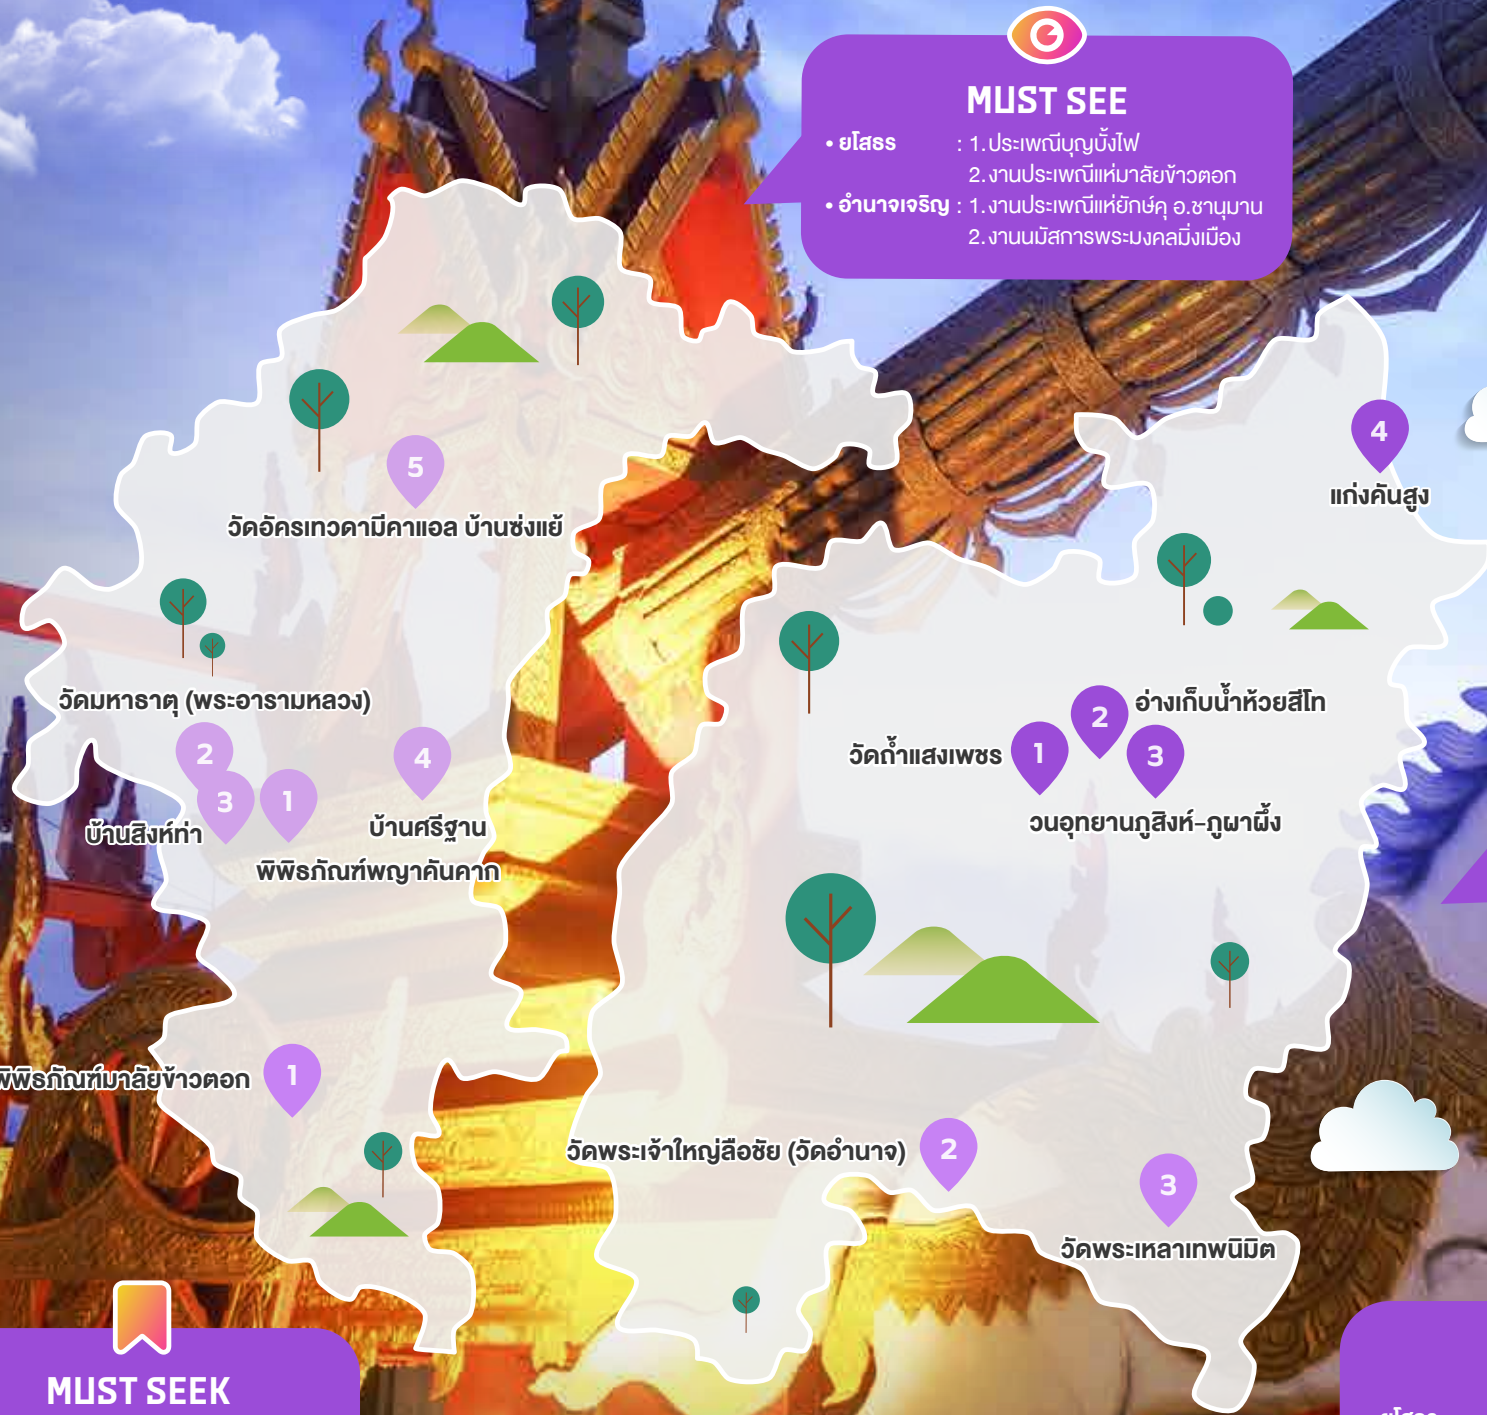 MUST SEE
• ยโสธร : 1.ประเพณีบุญบั้งไฟ
2.งานประเพณีแห่มาลัยข้าวตอก
• อำนาจเจริญ : 1.งานประเพณีแห่ยักษ์คุ อ.ชานุมาน
2.งานนมัสการพระมงคลมิ่งเมือง
4
แก่งคันสูง
5
วัดอัครเทวดามีคาแอล บ้านซ่งแย้
วัดมหาธาตุ (พระอารามหลวง)
2
3
1
4
บ้านสิงห์ท่า
บ้านศรีฐาน
พิพิธภัณฑ์พญาคันคาก
2
อ่างเก็บน้ำห้วยสีโท
วัดถ้ำแสงเพชร
1
3
วนอุทยานภูสิงห์-ภูผาผึ้ง
พิพิธภัณฑ์มาลัยข้าวตอก
1
วัดพระเจ้าใหญ่ลือชัย (วัดอำนาจ)
2
3
วัดพระเหลาเทพนิมิต
MUST SEEK